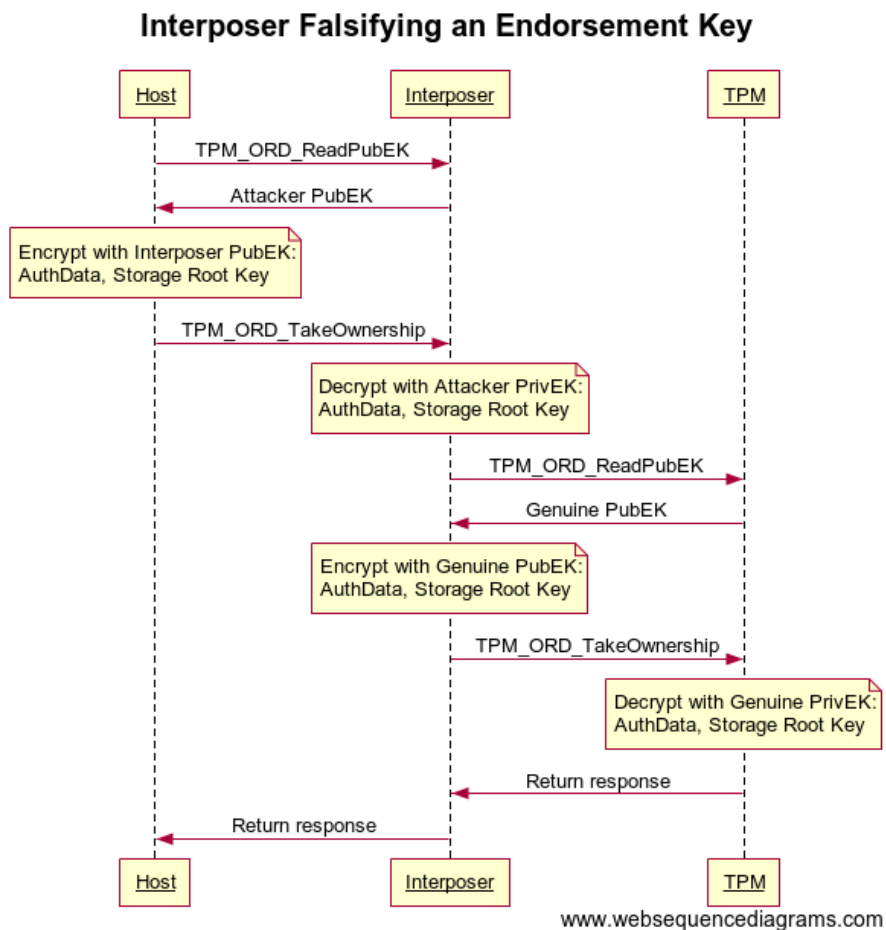 Interposer Falsifying an Endorsement Key
Host
Interposer
TPM
TPM_ORD_ReadPubEK
Attacker PubEK
Encrypt with Interposer PubEK:
AuthData, Storage Root Key
TPM_ORD_TakeOwnership
Decrypt with Attacker PrivEK:
AuthData, Storage Root Key
TPM_ORD_ReadPubEK
Genuine PubEK
Encrypt with Genuine PubEK:
AuthData, Storage Root Key
TPM_ORD_TakeOwnership
Decrypt with Genuine PrivEK:
AuthData, Storage Root Key
Return response
Return response
Host
Interposer
TPM
www.websequencediagrams.com